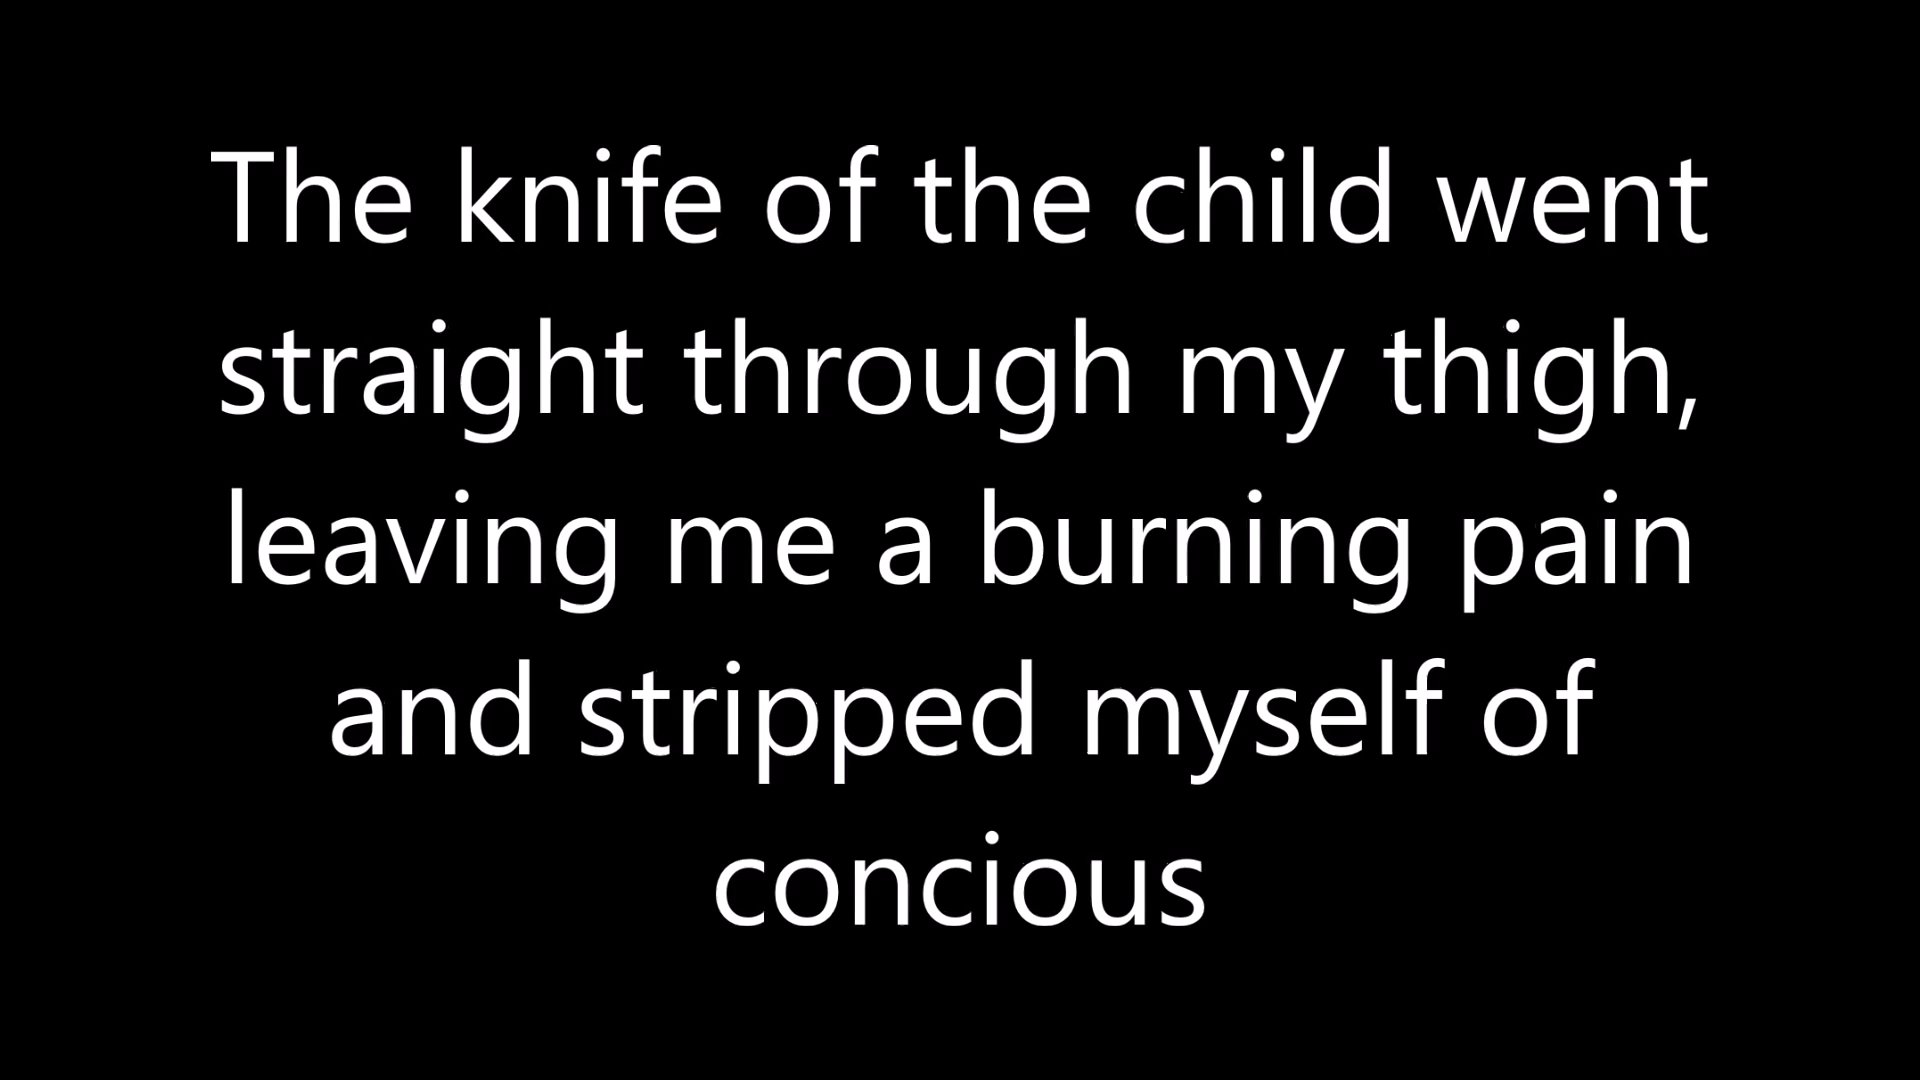 The knife of the child went
straight through my thigh,
leaving me a burning pain
and stripped myself of
concious